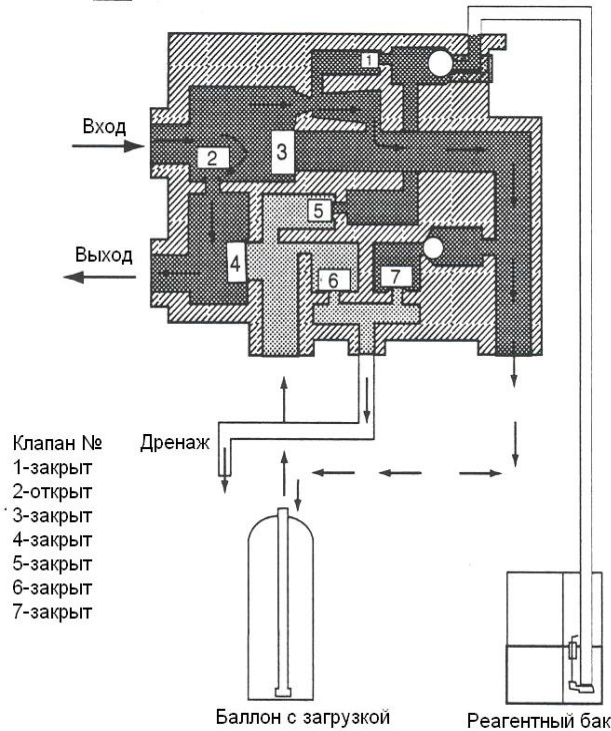 1
Вход
2
3
5
Выход
4
6
7
Клапан №
Дренаж
1-закрыт
2-открыт
3-закрыт
4-закрыт
5-закрыт
6-закрыт
7-закрыт
Баллон с загрузкой
Реагентный бак